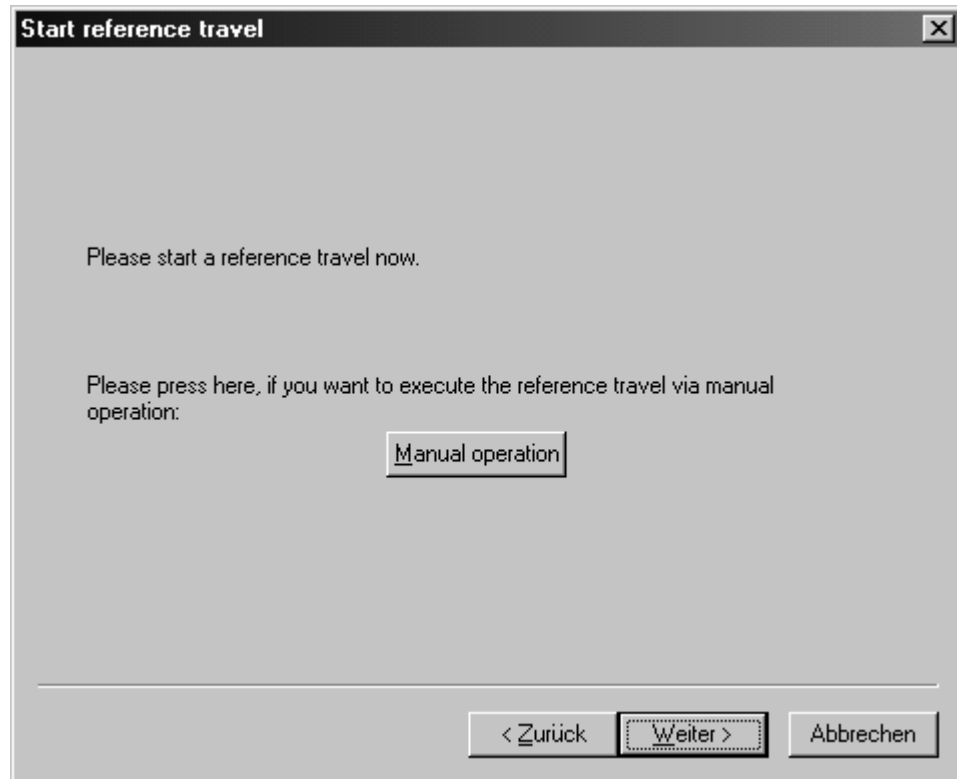 Start reference travel
Please start a reference travel now.
Please press here, if you want to execute the reference travel via manual
operation:
Manual operation
< Zurück
Weiter >
Abbrechen